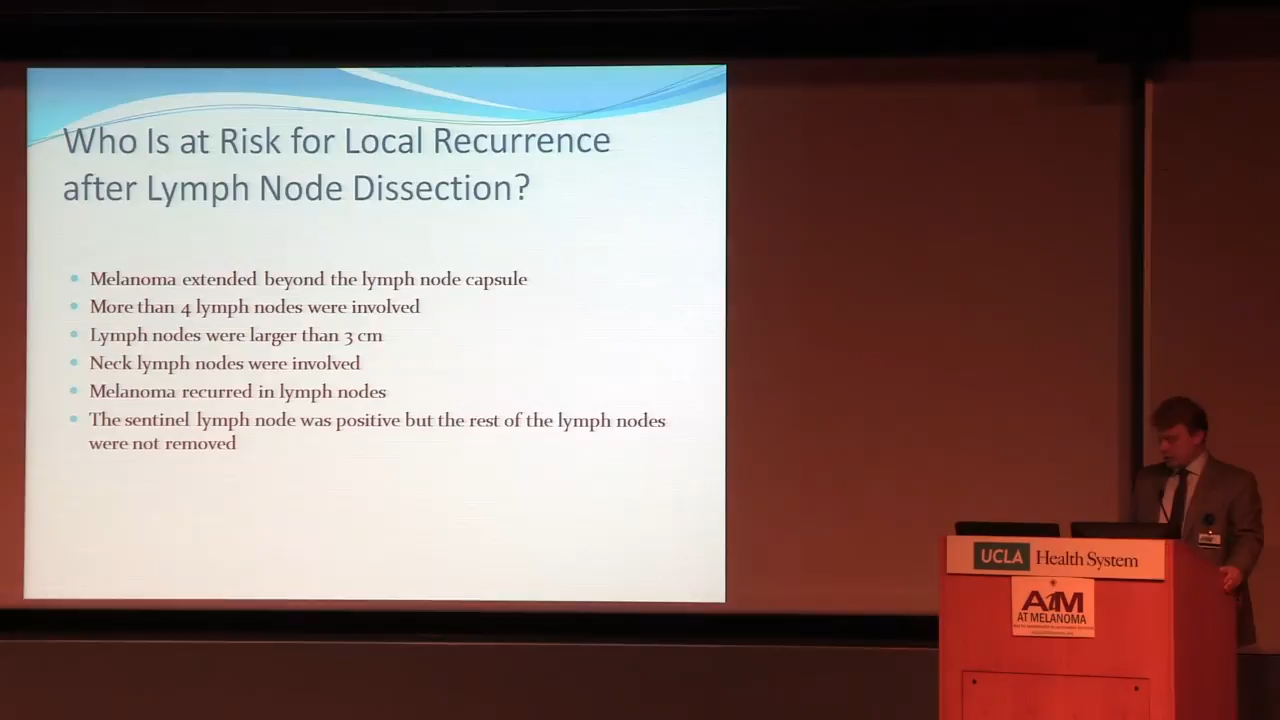 Who Is at Risk for Local Recurrence
after Lymph Node Dissection?
Melanoma extended beyond the lymph node capsule
More than 4 lymph nodes were involved
Lymph nodes were larger than 3 cm
Neck lymph nodes were involved
Melanoma recurred in lymph nodes
The sentinel lymph node was positive but the rest of the lymph nodes
were not removed
UCLA Health System
AiM
AT MELANOMA